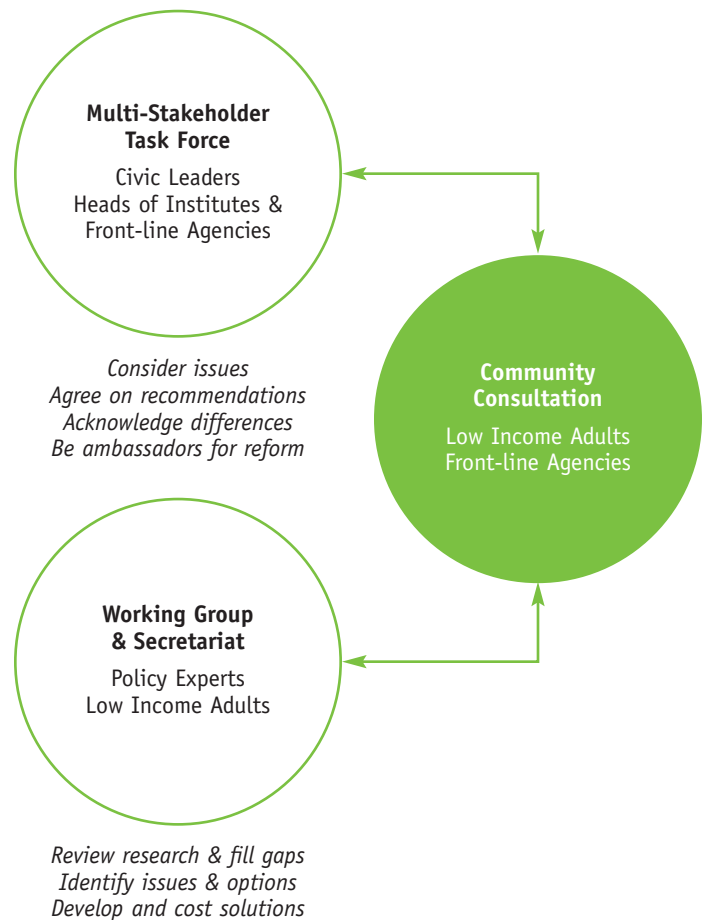 Multi-Stakeholder
Task Force
Civic Leaders
Heads of Institutes &
Front-line Agencies
Consider issues
Agree on recommendations
Acknowledge differences
Be ambassadors for reform
Community
Consultation
Low Income Adults
Front-line Agencies
Working Group
& Secretariat
Policy Experts
Low Income Adults
Review research & fill gaps
Identify issues & options
Develop and cost solutions